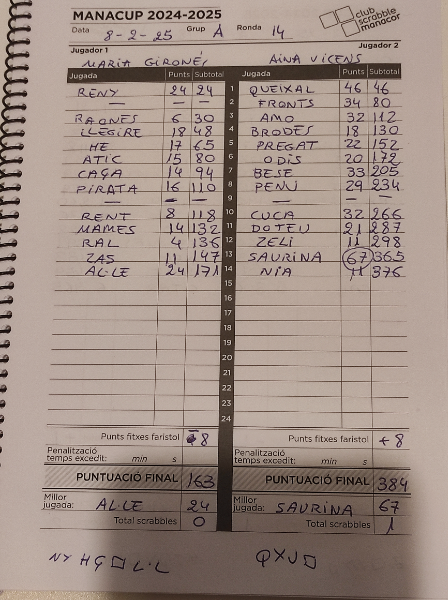 MANACUP 2024-2025
club scrabble manacor
Data 8-2-25 Grup A Ronda 14
Jugador 1 Jugador 2
MARIA GIRONÉS AINA VICENS
Jugada Punts Subtotal Jugada Punts Subtotal
RENY 24 24 1 QUEIXAL 46 46
— — 2 FRONTS 34 80
RAONES 6 30 3 AMO 32 112
IL·LEGIRE 18 48 4 BRODES 18 130
HE 17 65 5 PREGAT 22 152
ATIC 15 80 6 ODIS 20 172
CAÇA 14 94 7 BESE 33 205
PIRATA 16 110 8 PENJ 29 234
— — — 9 — — —
RENT 8 118 10 CUCA 32 266
MAMES 14 132 11 DOTEU 21 287
RAL 4 136 12 ZELI 11 298
ZAS 11 147 13 SAURINA 67 365
AL·LE 24 171 14 NIA 11 376
15
16
17
18
19
20
21
22
23
24
Punts fitxes faristol -8 Punts fitxes faristol +8
Penalització temps excedit: min s Penalització temps excedit: min s
PUNTUACIÓ FINAL 163 PUNTUACIÓ FINAL 384
Millor jugada: AL·LE 24 Millor jugada: SAURINA 67
Total scrabbles 0 Total scrabbles 1
NY HÇ□ L·L QXJ□